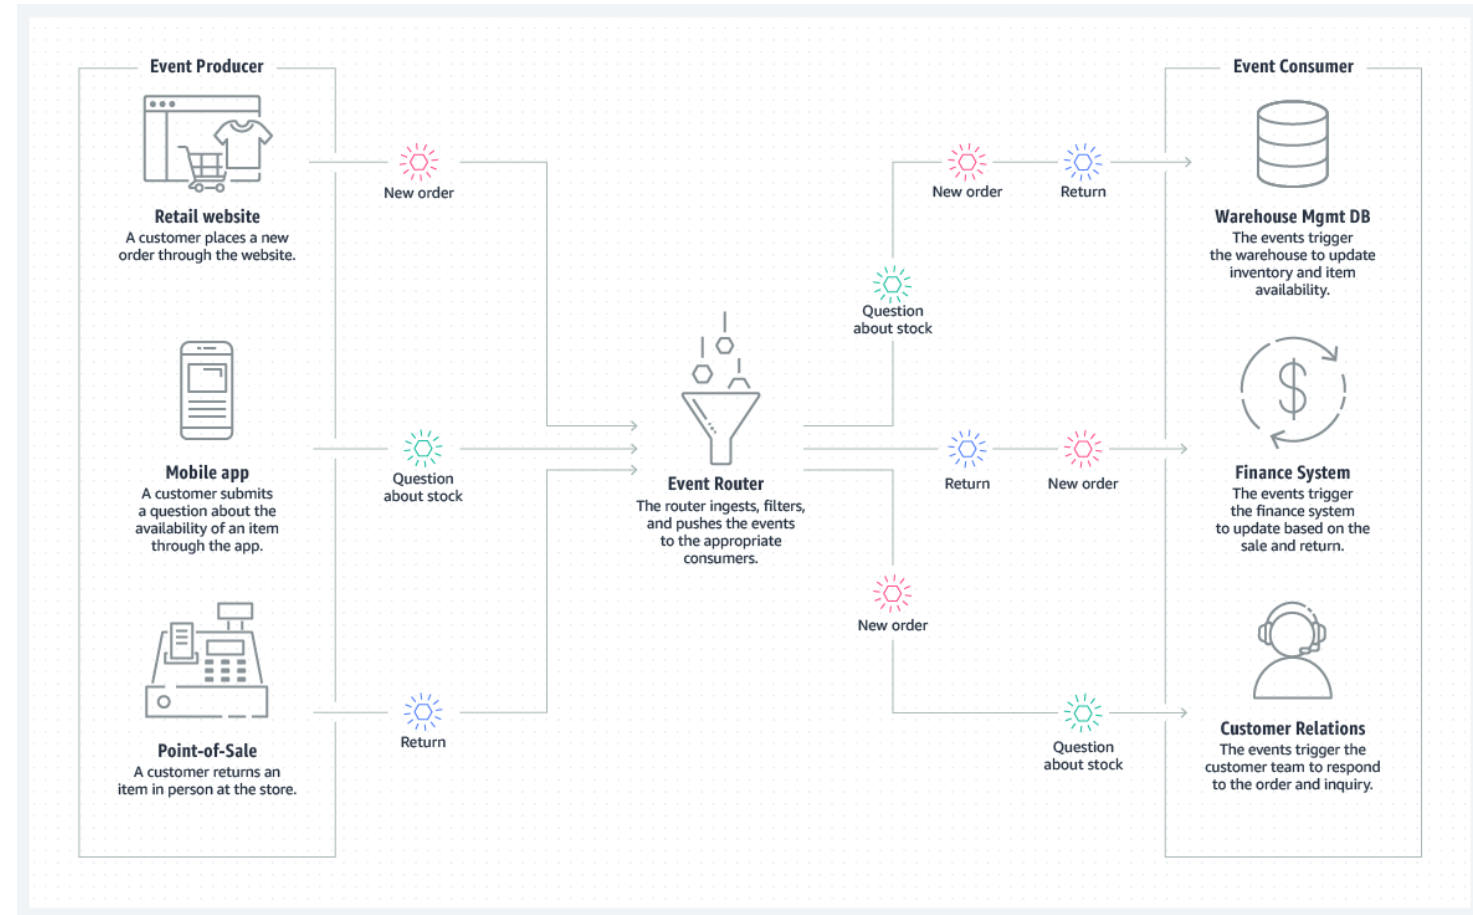 Event Producer
Retail website
A customer places a new
order through the website.
Mobile app
A customer submits
a question about the
availability of an item
through the app.
Point-of-Sale
A customer returns an
item in person at the store.
New order
Question
about stock
Return
Event Router
The router ingests, filters,
and pushes the events
to the appropriate
consumers.
New order
Return
Question
about stock
Return
New order
New order
Question
about stock
Event Consumer
Warehouse Mgmt DB
The events trigger
the warehouse to update
inventory and item
availability.
Finance System
The events trigger
the finance system
to update based on the
sale and return.
Customer Relations
The events trigger the
customer team to respond
to the order and inquiry.